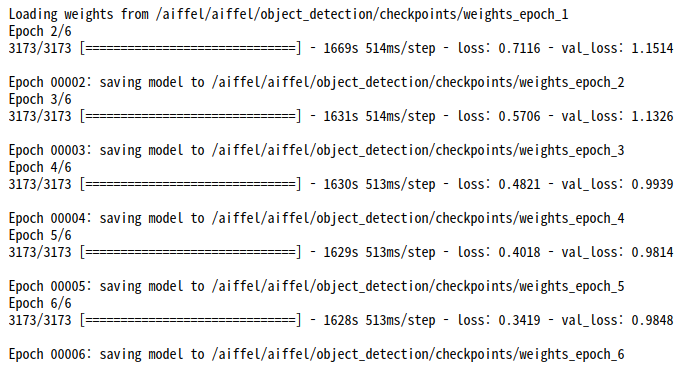 Loading weights from /aiffel/aiffel/object_detection/checkpoints/weights_epoch_1
Epoch 2/6
3173/3173 [==============================] - 1669s 514ms/step - loss: 0.7116 - val_loss: 1.1514
Epoch 00002: saving model to /aiffel/aiffel/object_detection/checkpoints/weights_epoch_2
Epoch 3/6
3173/3173 [==============================] - 1631s 514ms/step - loss: 0.5706 - val_loss: 1.1326
Epoch 00003: saving model to /aiffel/aiffel/object_detection/checkpoints/weights_epoch_3
Epoch 4/6
3173/3173 [==============================] - 1630s 513ms/step - loss: 0.4821 - val_loss: 0.9939
Epoch 00004: saving model to /aiffel/aiffel/object_detection/checkpoints/weights_epoch_4
Epoch 5/6
3173/3173 [==============================] - 1629s 513ms/step - loss: 0.4018 - val_loss: 0.9814
Epoch 00005: saving model to /aiffel/aiffel/object_detection/checkpoints/weights_epoch_5
Epoch 6/6
3173/3173 [==============================] - 1628s 513ms/step - loss: 0.3419 - val_loss: 0.9848
Epoch 00006: saving model to /aiffel/aiffel/object_detection/checkpoints/weights_epoch_6